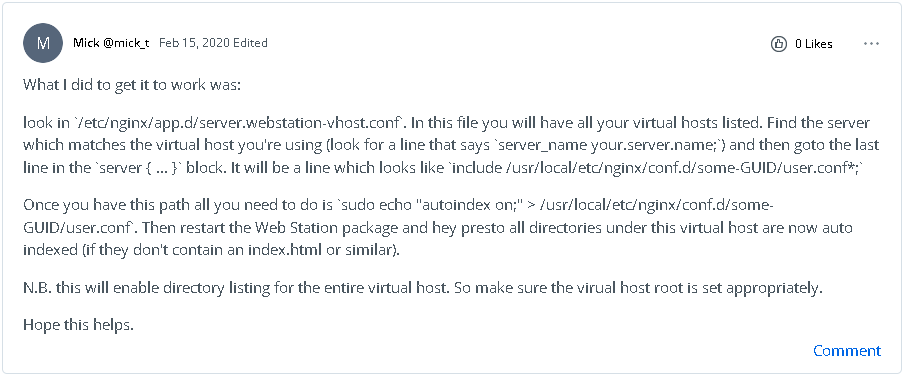 M
Mick @mick_t Feb 15, 2020 Edited
0 Likes
What I did to get it to work was:
look in `/etc/nginx/app.d/server.webstation-vhost.conf`. In this file you will have all your virtual hosts listed. Find the server
which matches the virtual host you're using (look for a line that says `server_name your.server.name;`) and then goto the last
line in the `server { ... }` block. It will be a line which looks like `include /usr/local/etc/nginx/conf.d/some-GUID/user.conf*;`
Once you have this path all you need to do is `sudo echo "autoindex on;" > /usr/local/etc/nginx/conf.d/some-
GUID/user.conf`. Then restart the Web Station package and hey presto all directories under this virtual host are now auto
indexed (if they don't contain an index.html or similar).
N.B. this will enable directory listing for the entire virtual host. So make sure the virual host root is set appropriately.
Hope this helps.
Comment